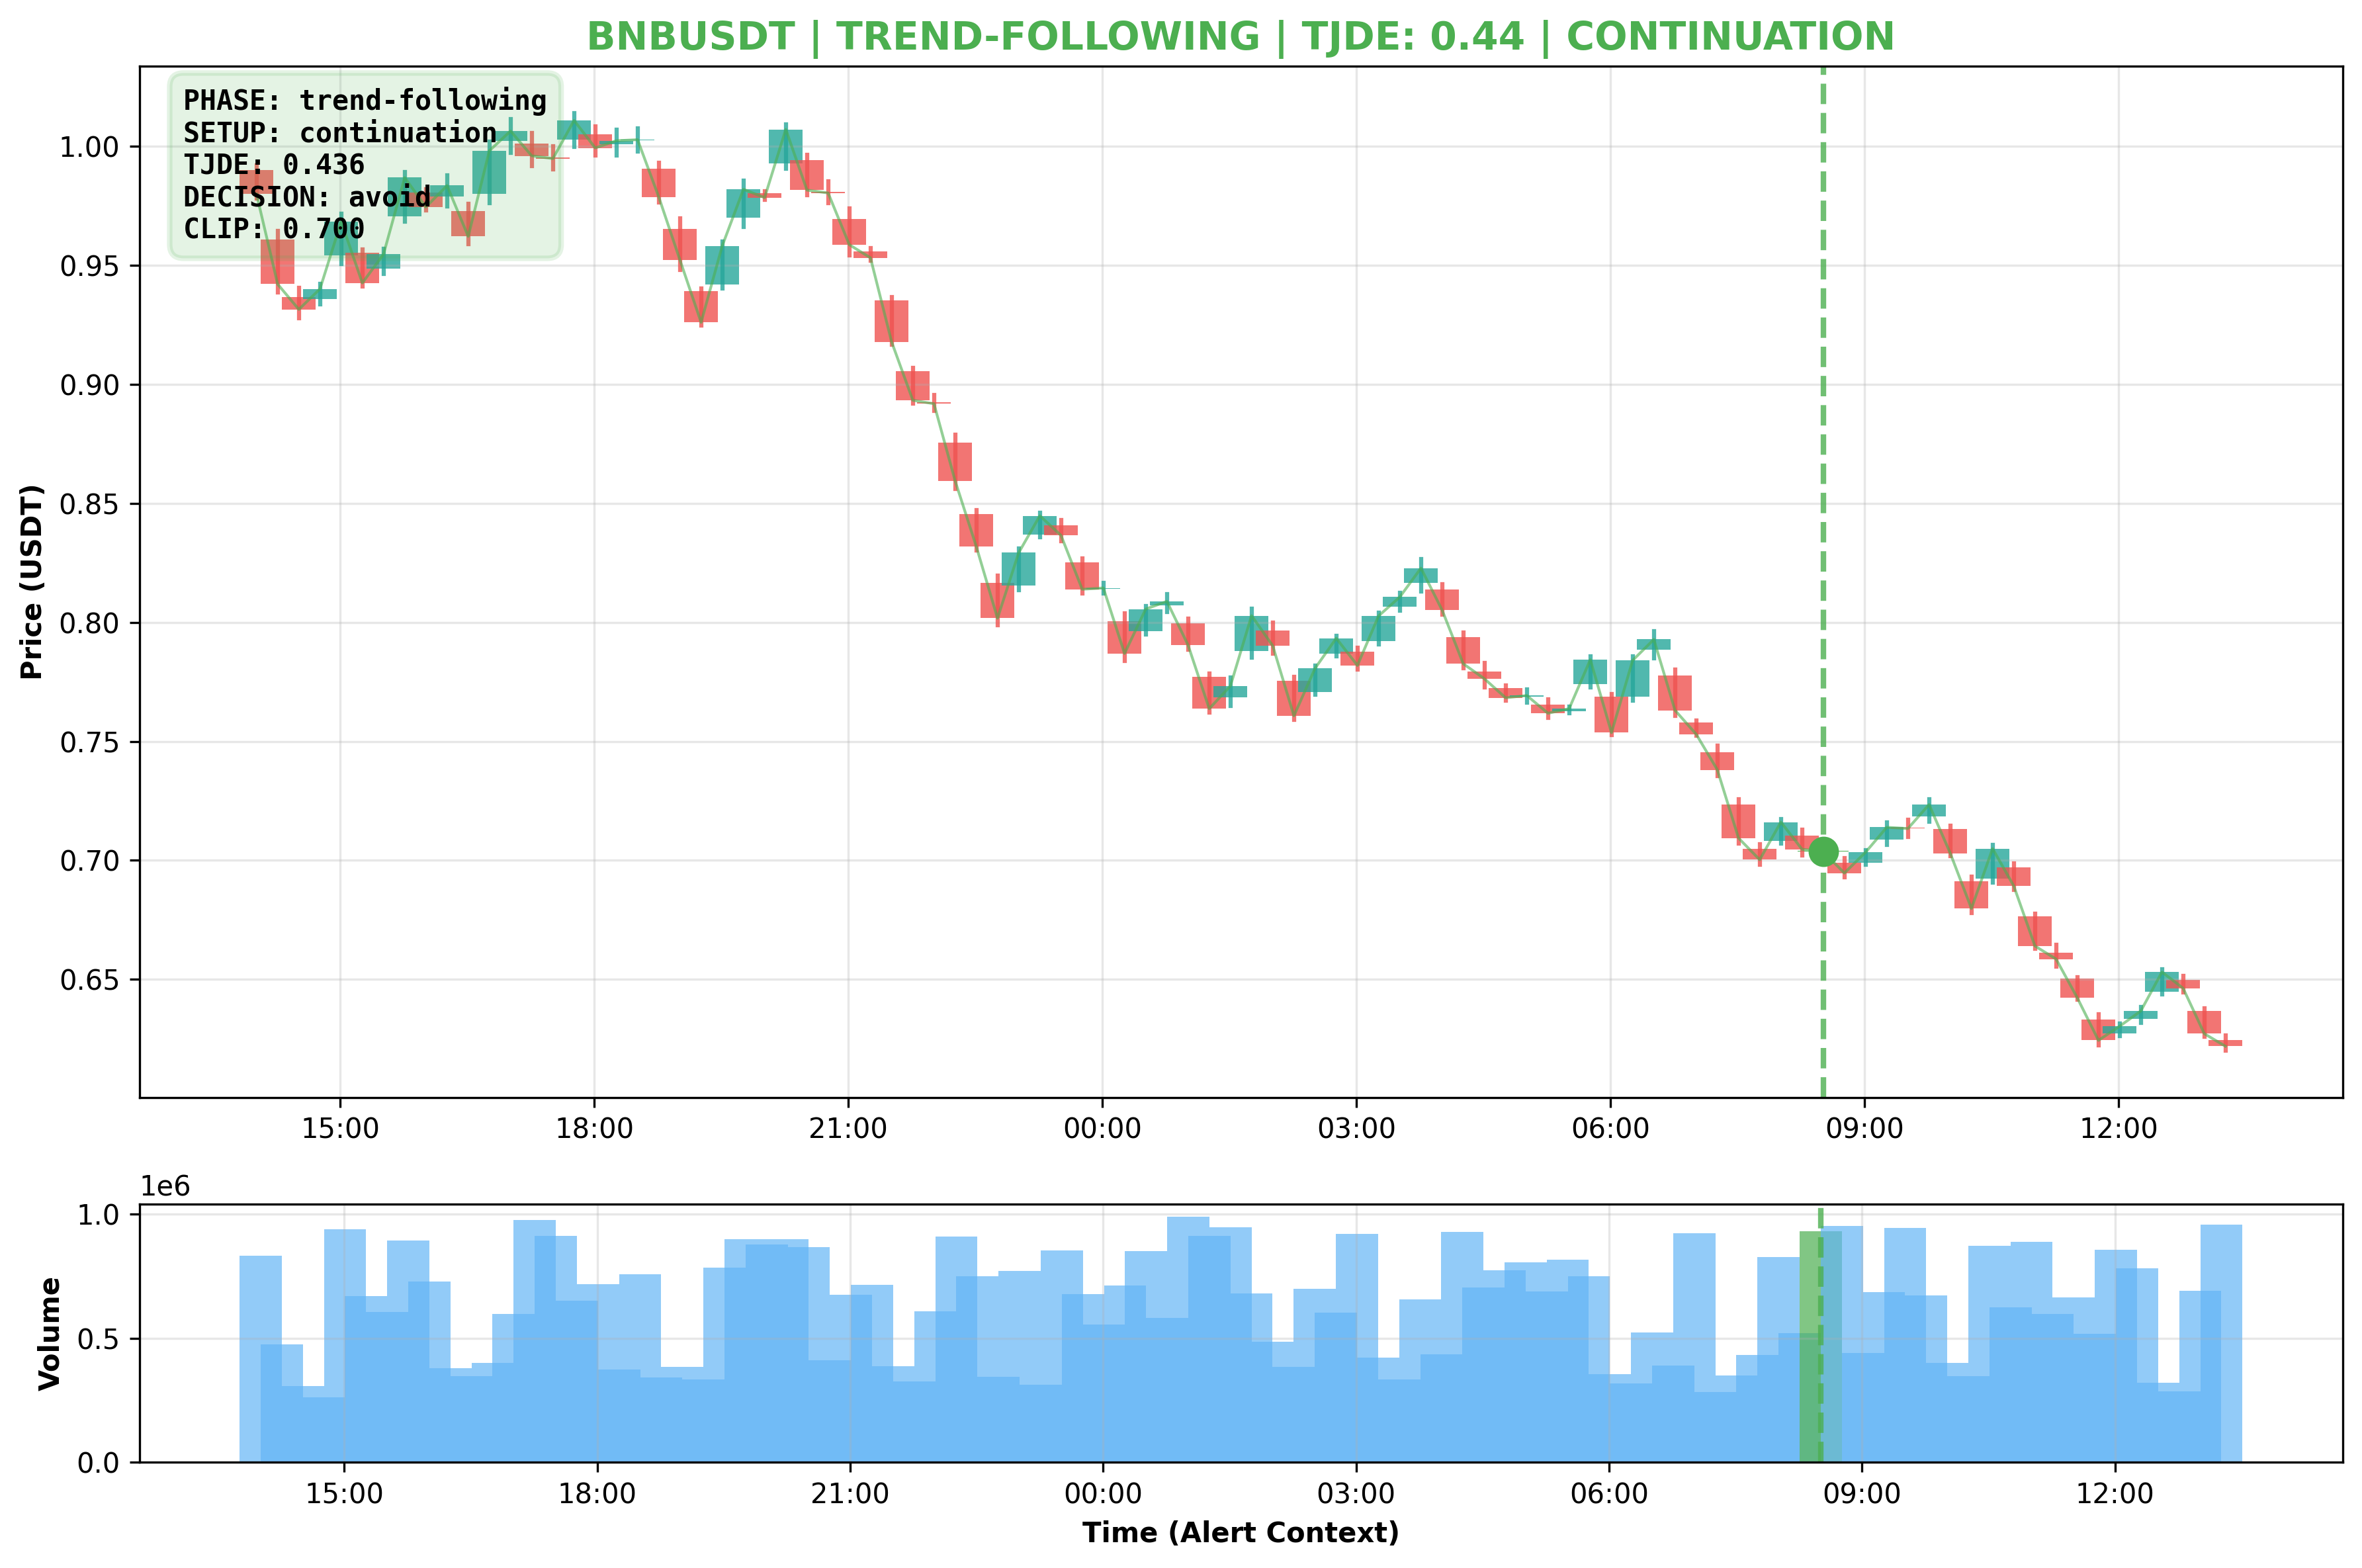 BNBUSDT | TREND-FOLLOWING | TJDE: 0.44 | CONTINUATION
PHASE: trend-following
SETUP: continuation
TJDE: 0.436
DECISION: avoid
CLIP: 0.700
Price (USDT)
1.00
0.95
0.90
0.85
0.80
0.75
0.70
0.65
15:00 18:00 21:00 00:00 03:00 06:00 09:00 12:00
1e6
Volume
1.0
0.5
0.0
15:00 18:00 21:00 00:00 03:00 06:00 09:00 12:00
Time (Alert Context)